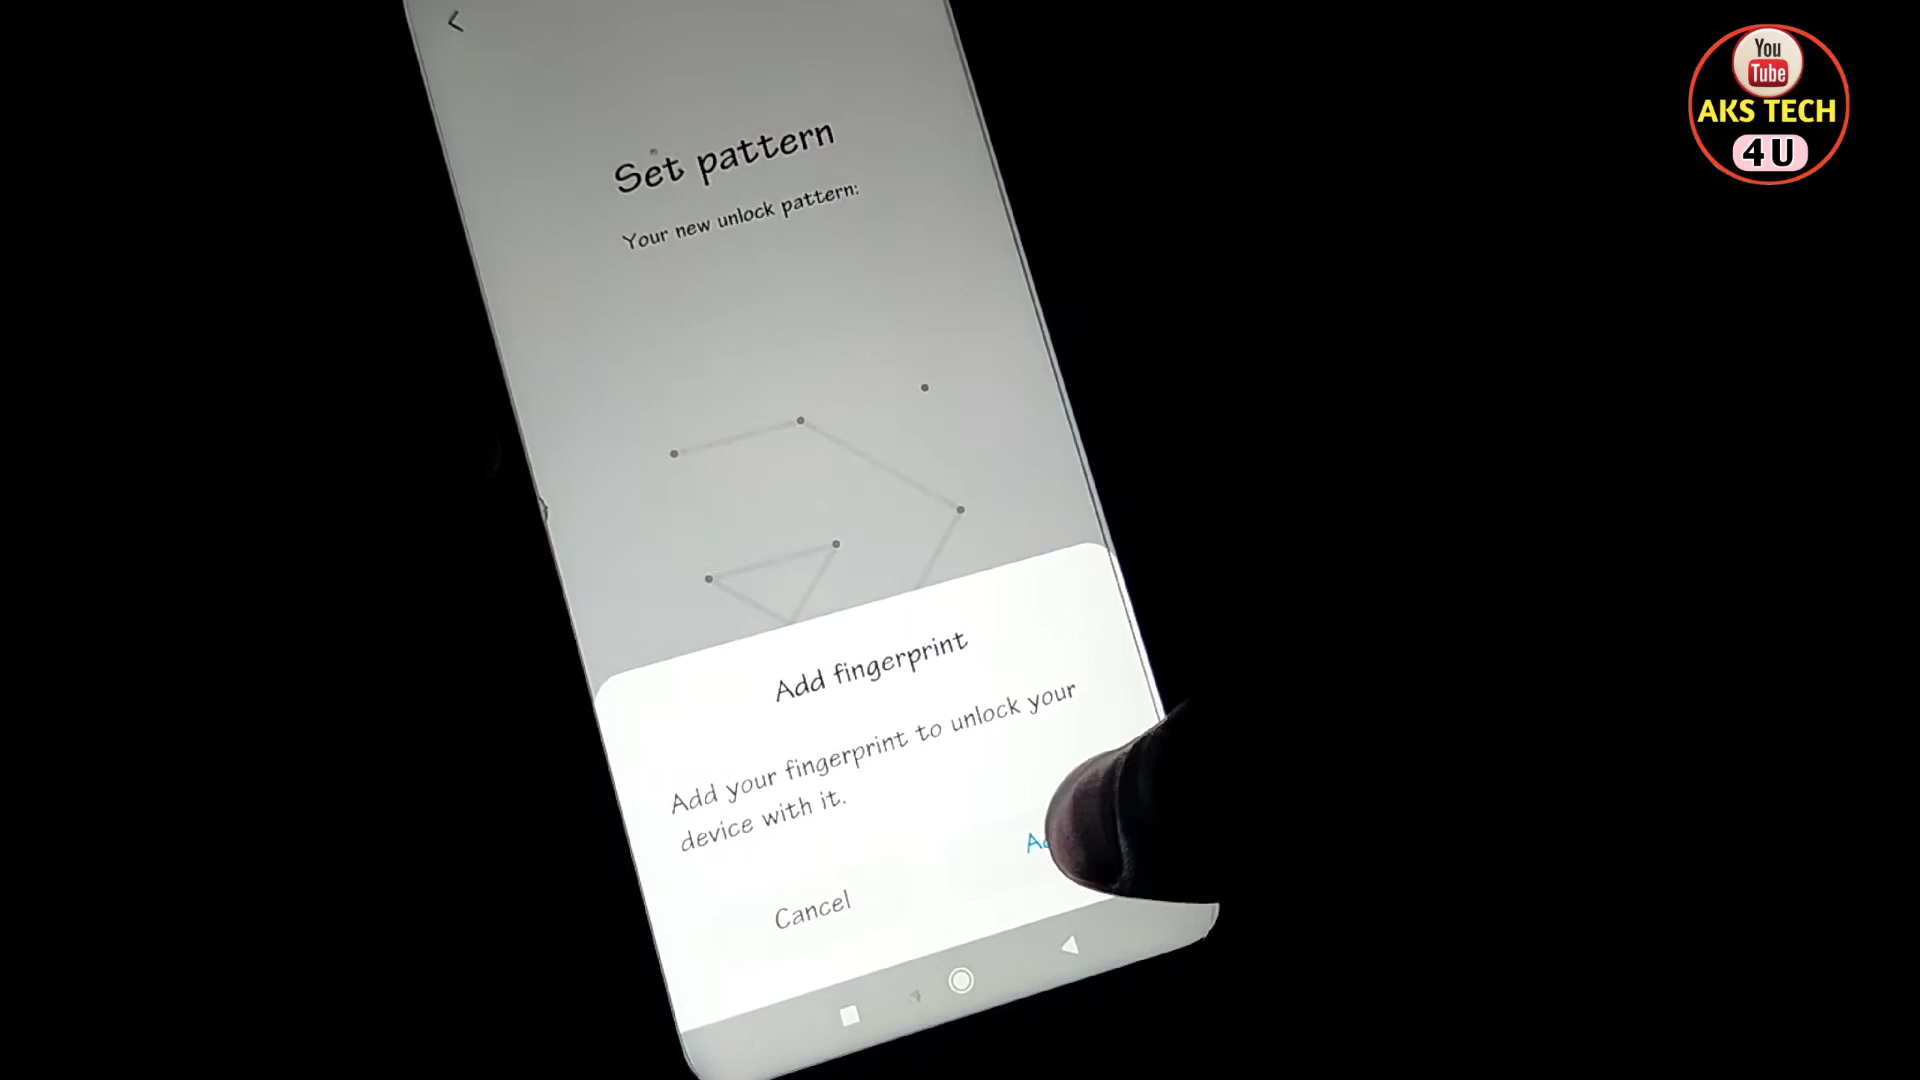 Set pattern
Your new unlock pattern:
Add fingerprint
Add your fingerprint to unlock your
device with it.
Cancel
You
Tube
AKS TECH
4 U